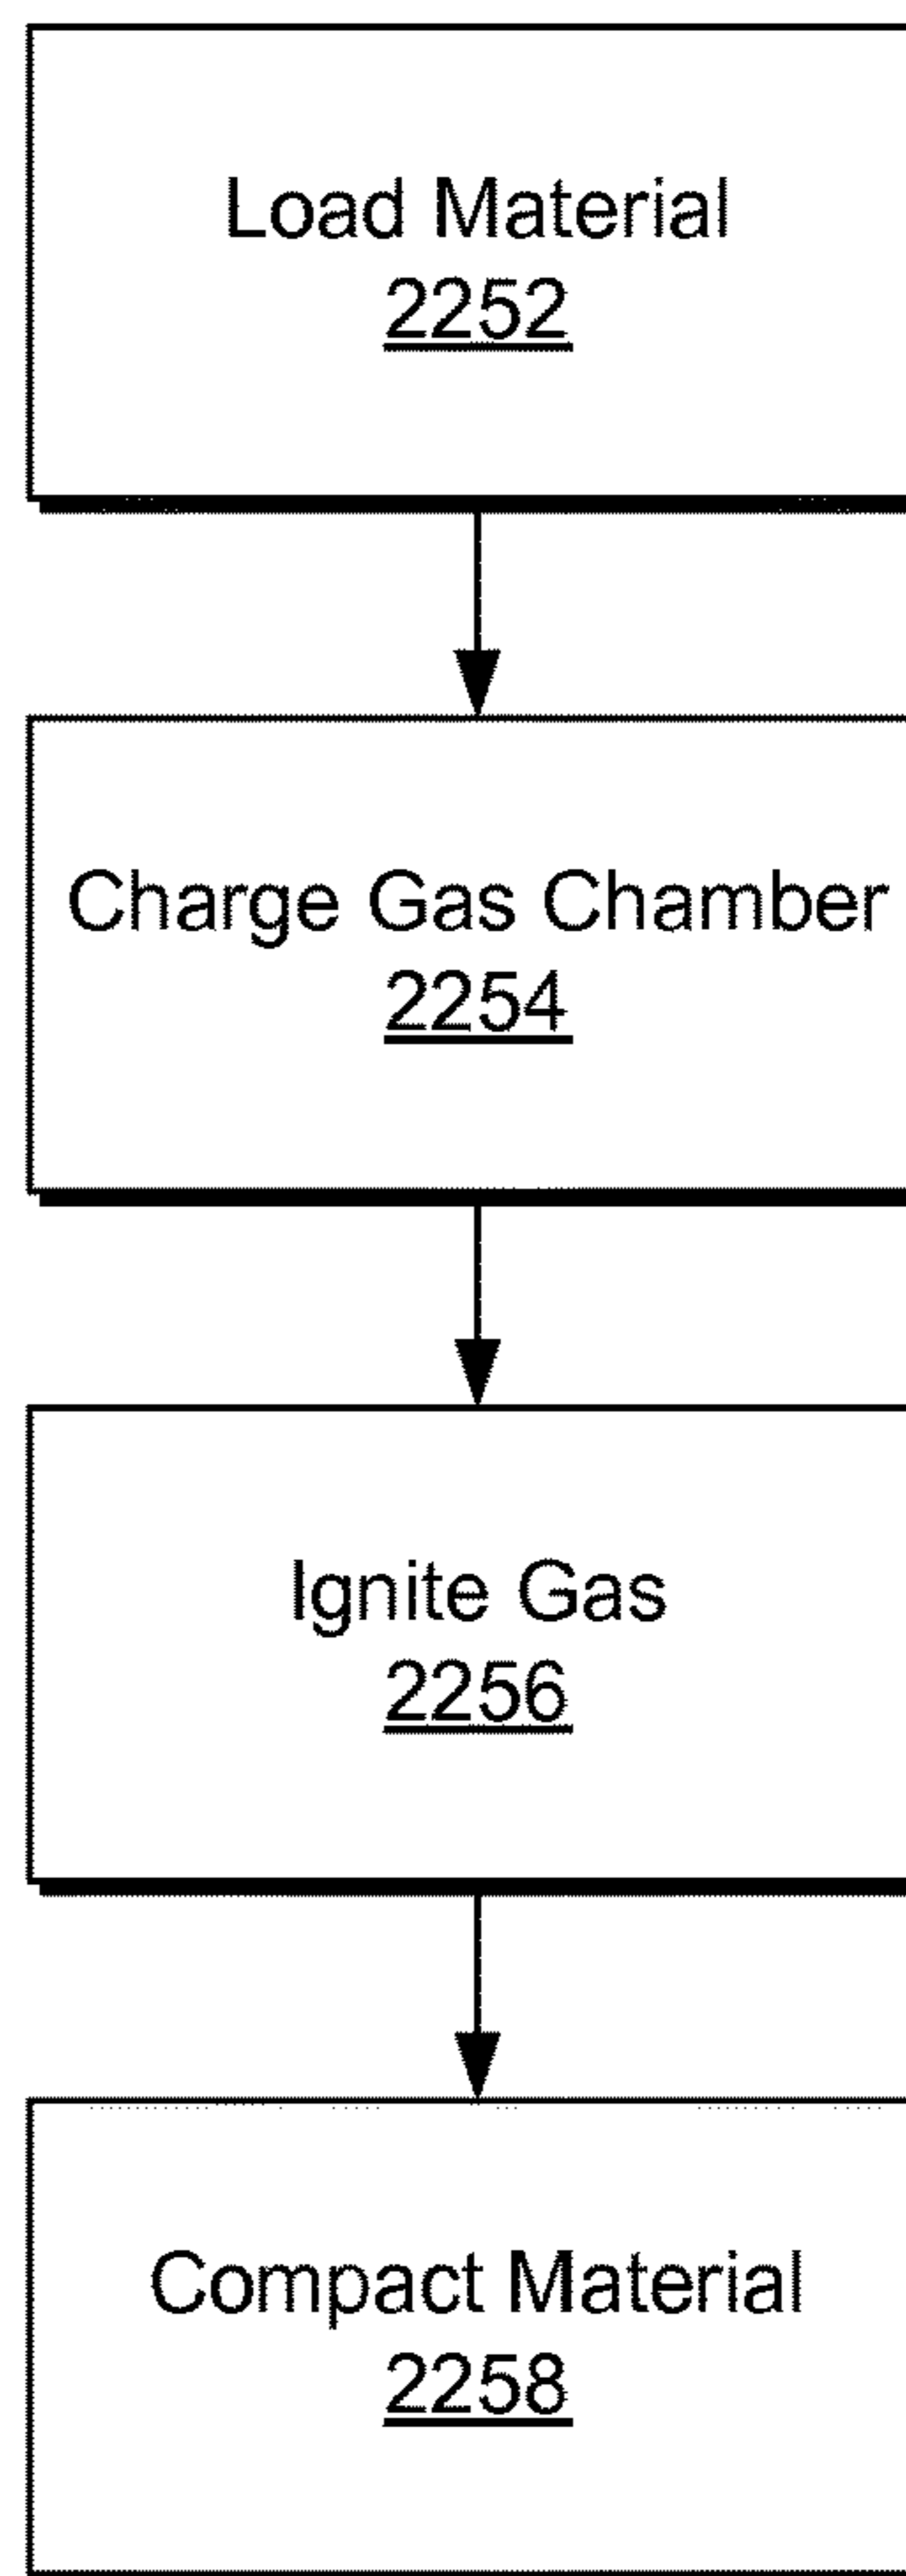 Load Material
2252
Charge Gas Chamber
2254
Ignite Gas
2256
Compact Material
2258